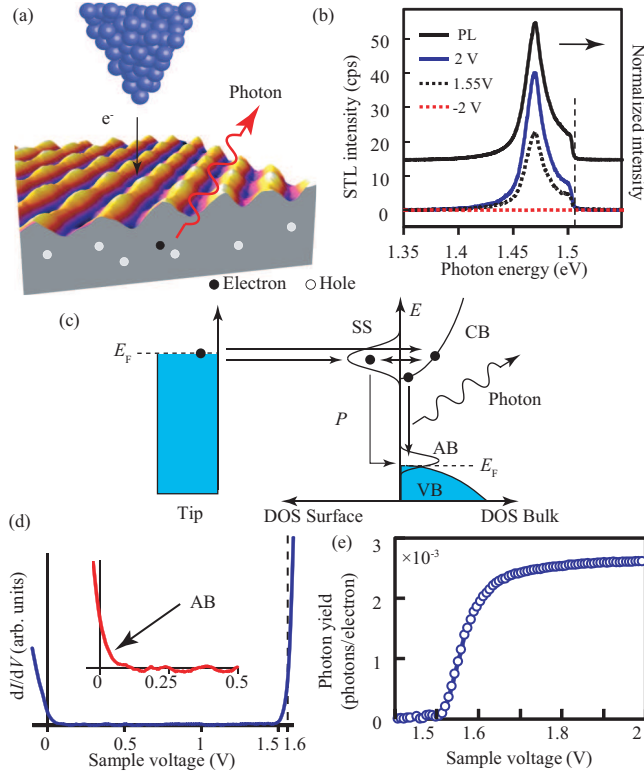 (a)
Photon
e-
Electron
Hole
(b)
STL intensity (cps)
50
40
30
20
10
0
PL
2 V
1.55V
-2 V
Normalized intensity
1.35
1.4
1.45
1.5
Photon energy (eV)
(c)
E
SS
CB
EF
P
Photon
AB
EF
VB
Tip
DOS Surface
DOS Bulk
(d)
dI/dV (arb. units)
AB
0
0.25
0.5
0
0.5
1
1.5
1.6
Sample voltage (V)
(e)
Photon yield
(photons/electron)
×10-3
3
2
1
0
1.5
1.6
1.8
2
Sample voltage (V)